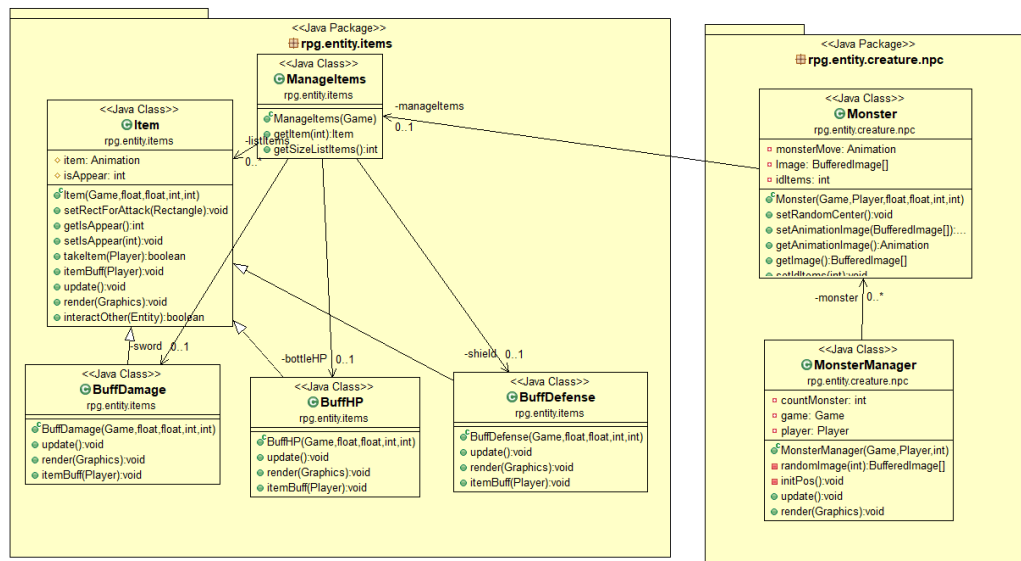 <<Java Package>>
rpg.entity.items
<<Java Class>>
ManageItems
rpg.entity.items
ManageItems(Game)
getItem(int):Item
getSizeListItems():int
-manageItems
0..1
-listItems
0..*
<<Java Class>>
Item
rpg.entity.items
item: Animation
isAppear: int
Item(Game,float,float,int,int)
setRectForAttack(Rectangle):void
getIsAppear():int
setIsAppear(int):void
takeItem(Player):boolean
itemBuff(Player):void
update():void
render(Graphics):void
interactOther(Entity):boolean
-sword 0..1
-bottleHP 0..1
-shield 0..1
<<Java Class>>
BuffDamage
rpg.entity.items
BuffDamage(Game,float,float,int,int)
update():void
render(Graphics):void
itemBuff(Player):void
<<Java Class>>
BuffHP
rpg.entity.items
BuffHP(Game,float,float,int,int)
update():void
render(Graphics):void
itemBuff(Player):void
<<Java Class>>
BuffDefense
rpg.entity.items
BuffDefense(Game,float,float,int,int)
update():void
render(Graphics):void
itemBuff(Player):void
<<Java Package>>
rpg.entity.creature.npc
<<Java Class>>
Monster
rpg.entity.creature.npc
monsterMove: Animation
Image: BufferedImage[]
idItems: int
Monster(Game,Player,float,float,int,int)
setRandomCenter():void
setAnimationImage(BufferedImage[]):...
getAnimationImage():Animation
getImage():BufferedImage[]
setIdItems(int):void
-monster 0..*
<<Java Class>>
MonsterManager
rpg.entity.creature.npc
countMonster: int
game: Game
player: Player
MonsterManager(Game,Player,int)
randomImage(int):BufferedImage[]
initPos():void
update():void
render(Graphics):void